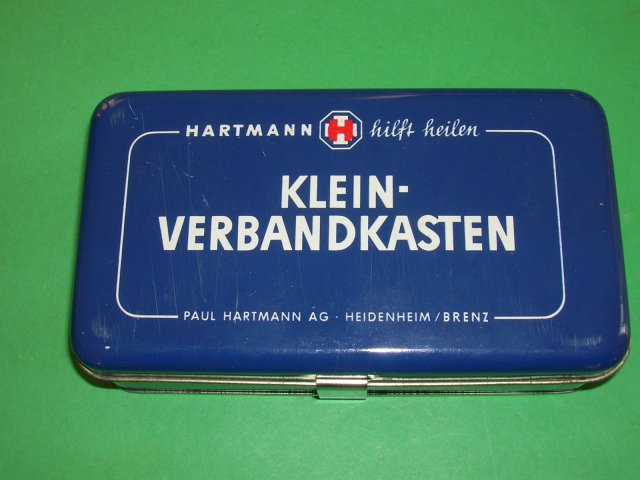 HARTMANN H hilft heilen
KLEIN-
VERBANDKASTEN
PAUL HARTMANN AG · HEIDENHEIM/BRENZ